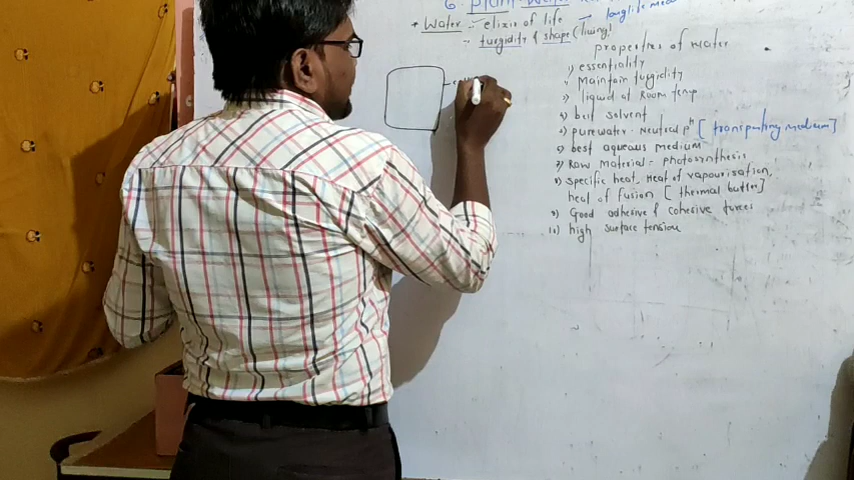 6. Plant Water
* Water :- elixir of life
:- turgidity & shape (living)
properties of water
1) essentiality
2) Maintain turgidity
3) liquid at Room temp
4) best solvent
5) pure water - Neutral pH [ transporting medium ]
6) best aqueous medium
7) Raw Material - photosynthesis
8) specific heat, Heat of vapourisation,
heat of fusion [ thermal buffer ]
9) Good adhesive & cohesive forces
10) high surface tension